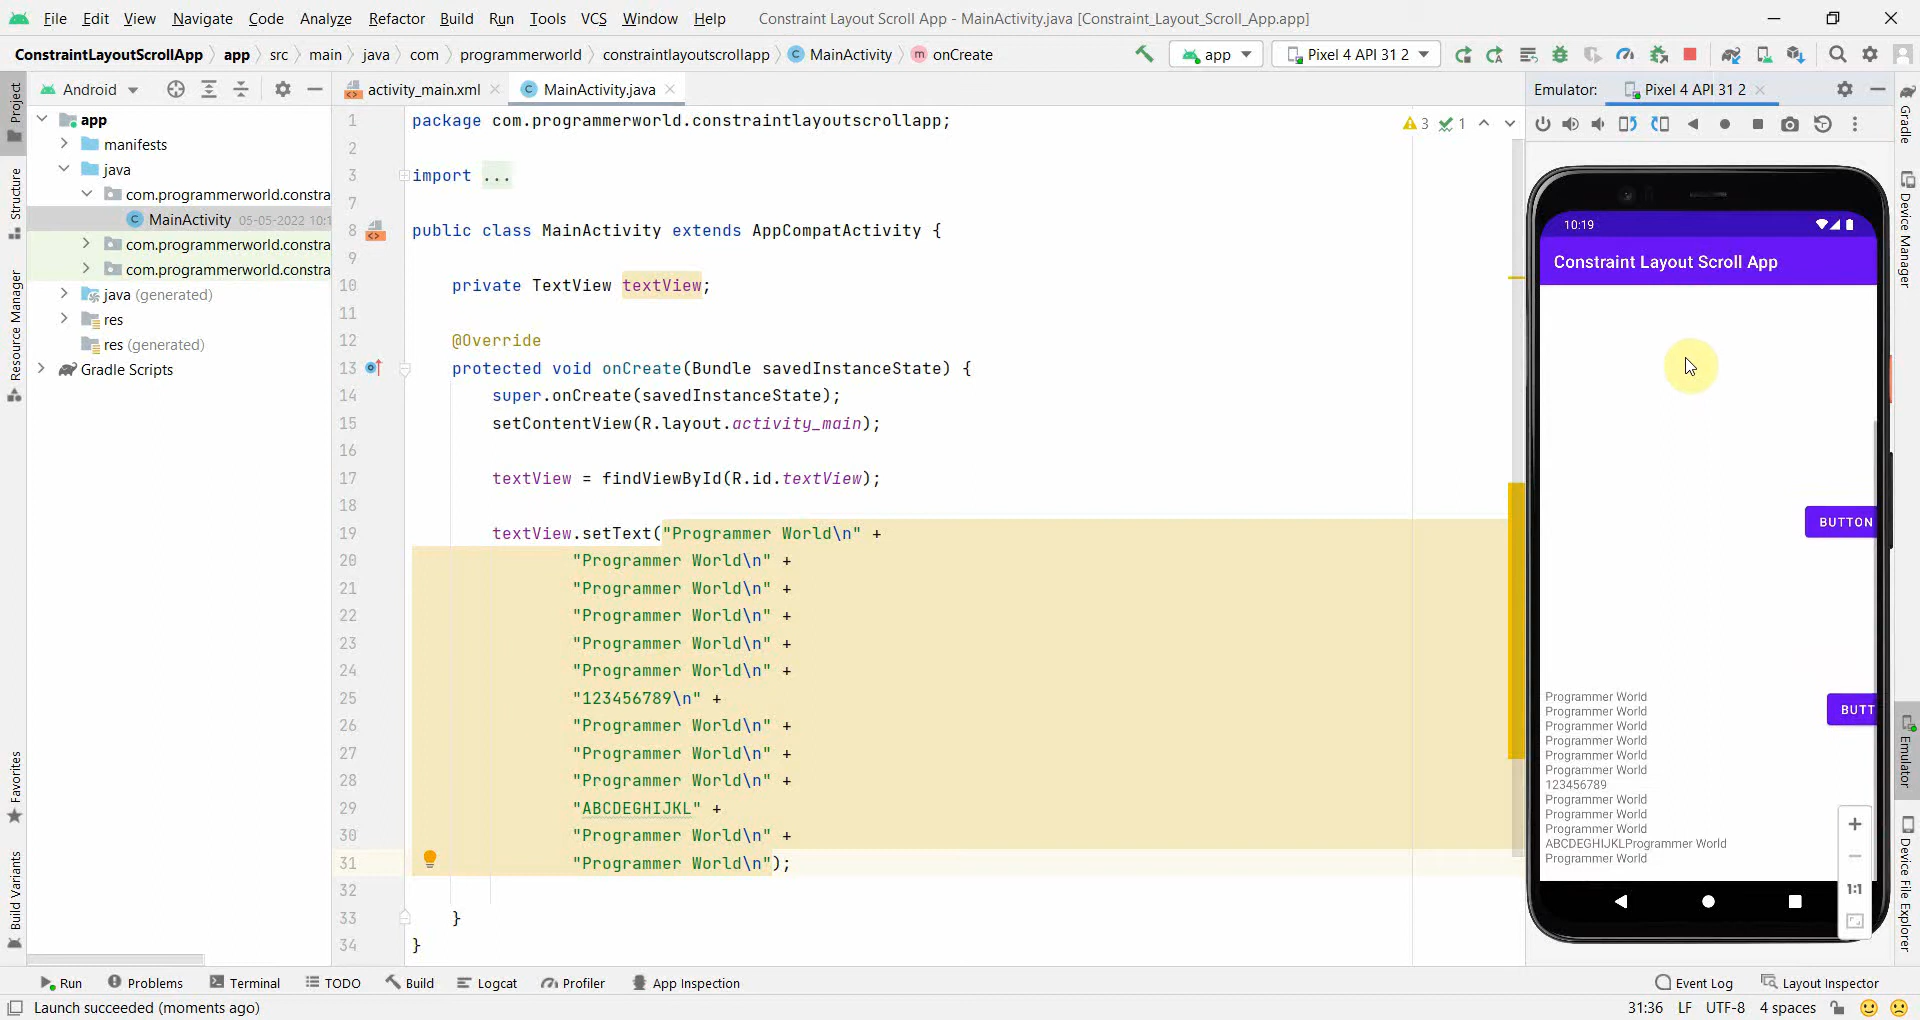 File Edit View Navigate Code Analyze Refactor Build Run Tools VCS Window Help Constraint Layout Scroll App - MainActivity.java [Constraint_Layout_Scroll_App.app]
ConstraintLayoutScrollApp app src main java com programmerworld constraintlayoutscrollapp MainActivity onCreate app Pixel 4 API 31 2
Project
Structure
Resource Manager
Favorites
Build Variants
Android
app
manifests
java
com.programmerworld.constra
MainActivity 05-05-2022 10:1
com.programmerworld.constra
com.programmerworld.constra
java (generated)
res
res (generated)
Gradle Scripts
activity_main.xml MainActivity.java
3 1
1 package com.programmerworld.constraintlayoutscrollapp;
2
3 import ...
7
8 public class MainActivity extends AppCompatActivity {
9
10 private TextView textView;
11
12 @Override
13 protected void onCreate(Bundle savedInstanceState) {
14 super.onCreate(savedInstanceState);
15 setContentView(R.layout.activity_main);
16
17 textView = findViewById(R.id.textView);
18
19 textView.setText("Programmer World\n" +
20 "Programmer World\n" +
21 "Programmer World\n" +
22 "Programmer World\n" +
23 "Programmer World\n" +
24 "Programmer World\n" +
25 "123456789\n" +
26 "Programmer World\n" +
27 "Programmer World\n" +
28 "Programmer World\n" +
29 "ABCDEGHIJKL" +
30 "Programmer World\n" +
31 "Programmer World\n");
32
33 }
34 }
Emulator: Pixel 4 API 31 2
10:19
Constraint Layout Scroll App
BUTTON
BUTT
Programmer World
Programmer World
Programmer World
Programmer World
Programmer World
Programmer World
123456789
Programmer World
Programmer World
Programmer World
ABCDEGHIJKLProgrammer World
Programmer World
1:1
Gradle
Device Manager
Emulator
Device File Explorer
Run Problems Terminal TODO Build Logcat Profiler App Inspection Event Log Layout Inspector
Launch succeeded (moments ago) 31:36 LF UTF-8 4 spaces